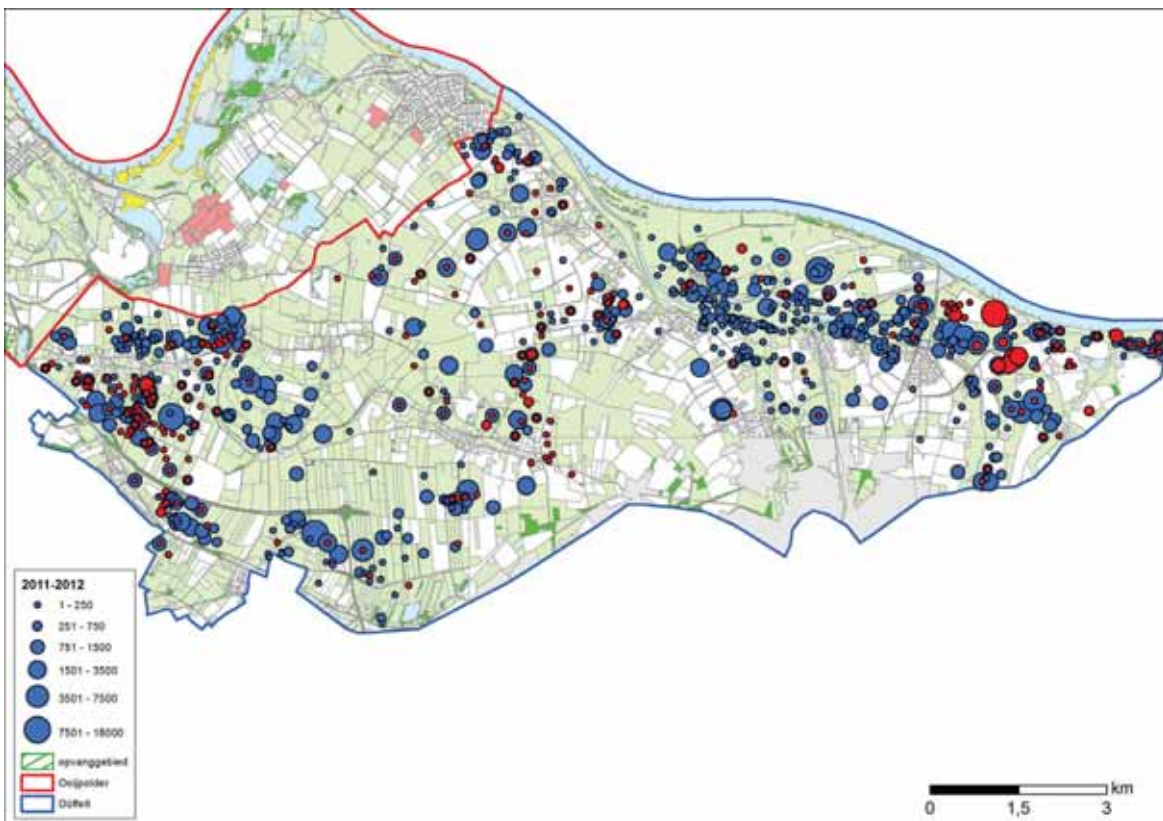 2011-2012
1 - 250
251 - 750
751 - 1500
1501 - 3500
3501 - 7500
7501 - 18000
opvanggebied
Ooijpolder
Düffelt
km
0 1,5 3